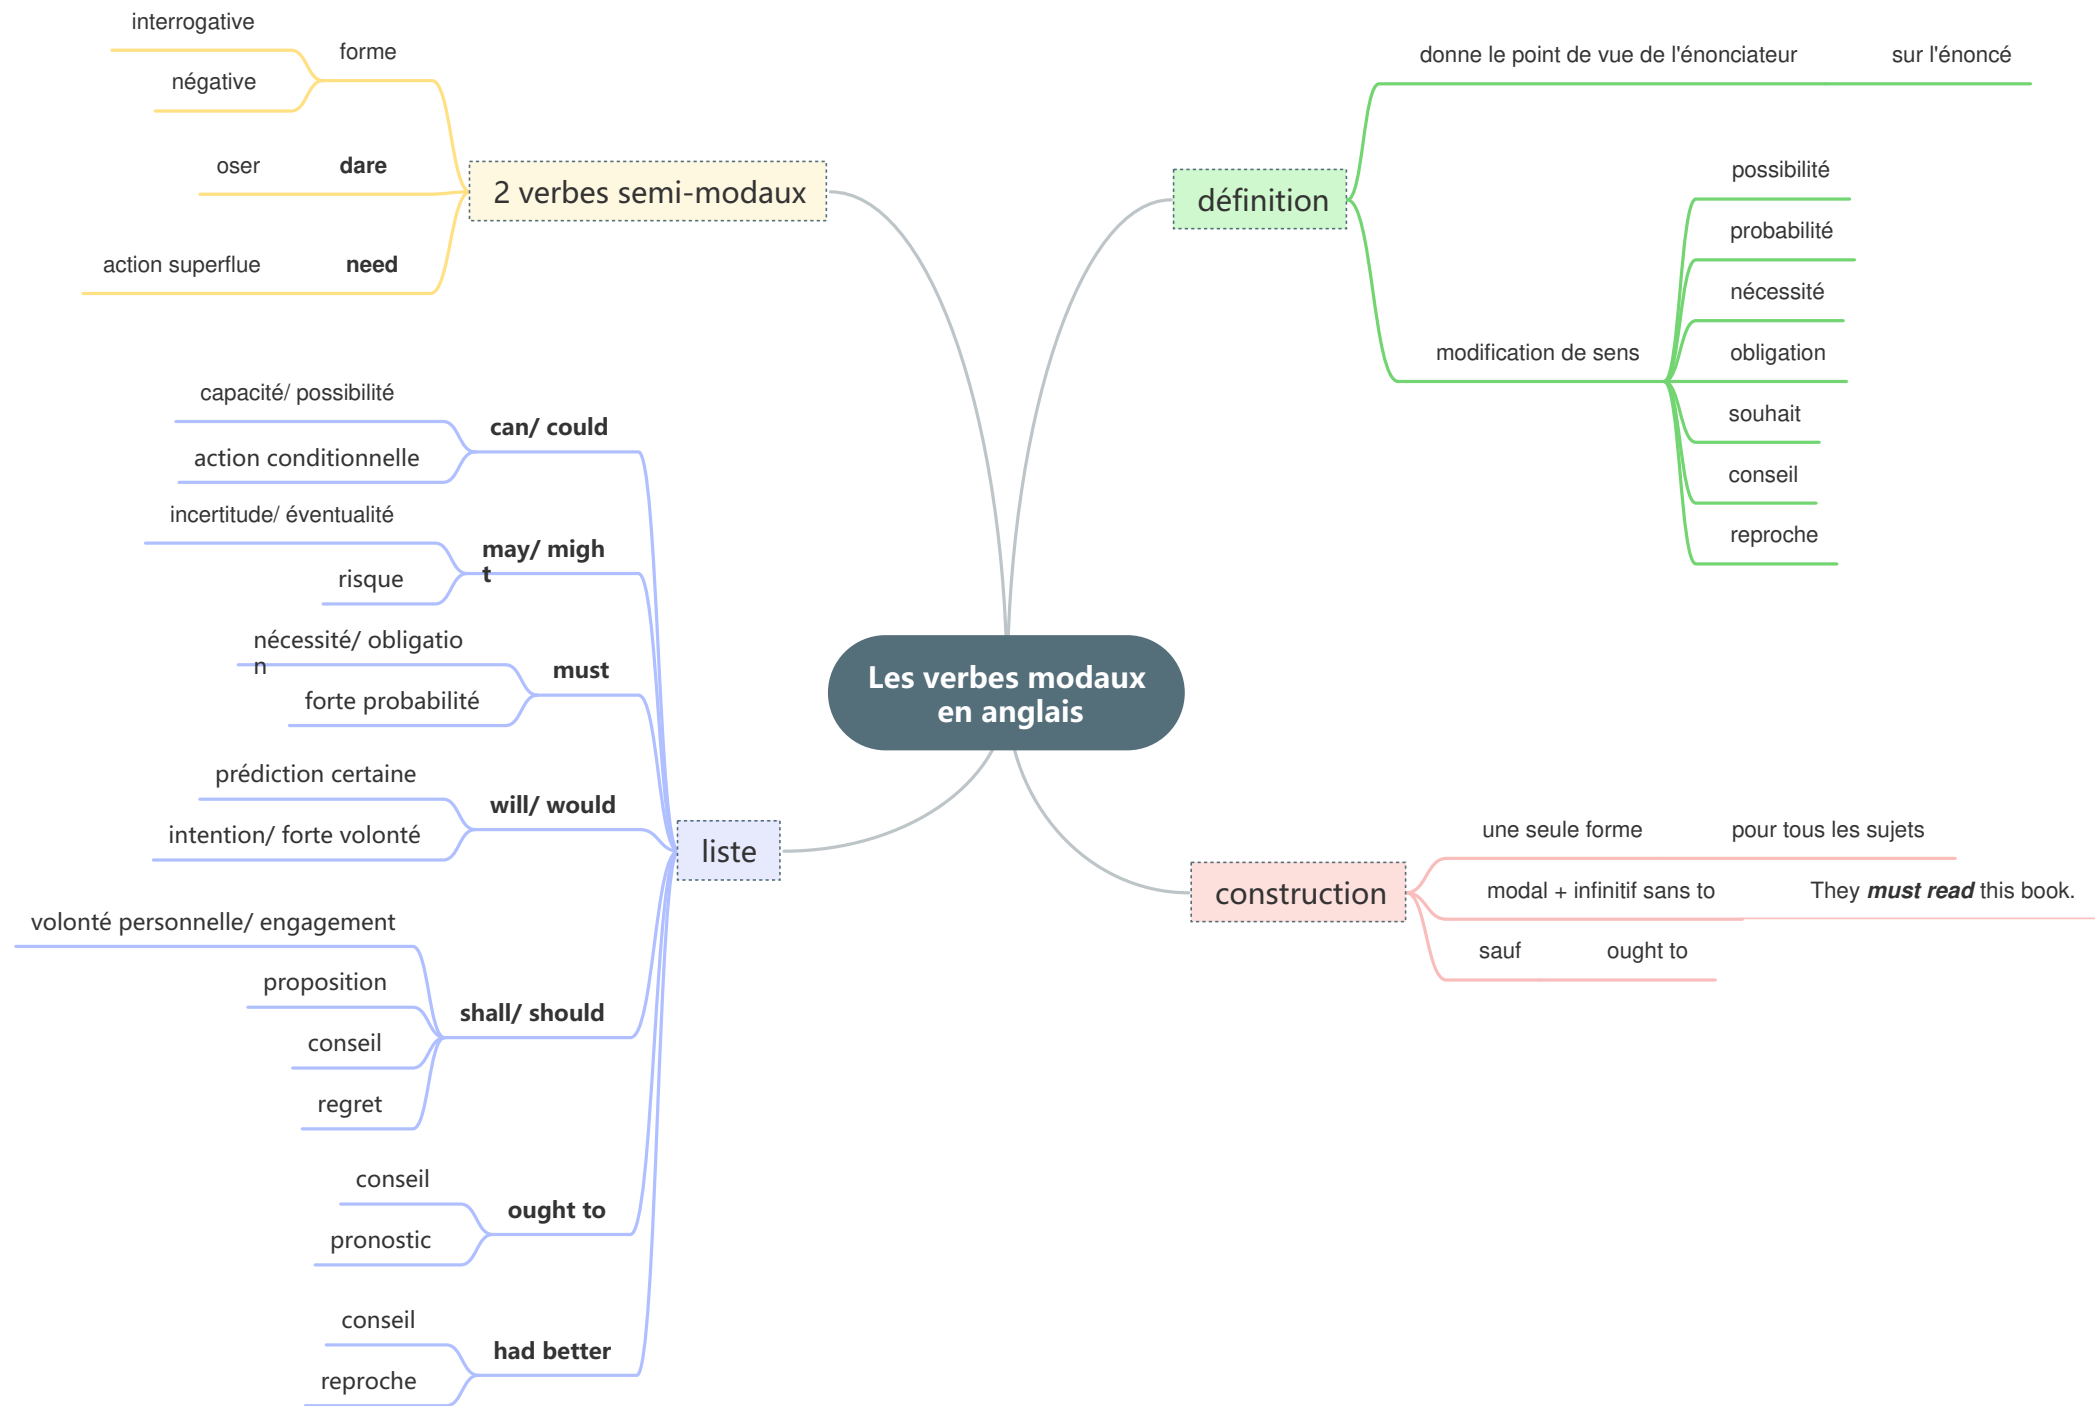 interrogative
négative
forme
oser
dare
action superflue
need
2 verbes semi-modaux
définition
donne le point de vue de l'énonciateur
sur l'énoncé
modification de sens
possibilité
probabilité
nécessité
obligation
souhait
conseil
reproche
Les verbes modaux
en anglais
capacité/ possibilité
action conditionnelle
can/ could
incertitude/ éventualité
risque
may/ migh
t
nécessité/ obligatio
n
forte probabilité
must
prédiction certaine
intention/ forte volonté
will/ would
liste
volonté personnelle/ engagement
proposition
conseil
regret
shall/ should
conseil
pronostic
ought to
conseil
reproche
had better
construction
une seule forme
pour tous les sujets
modal + infinitif sans to
They must read this book.
sauf
ought to